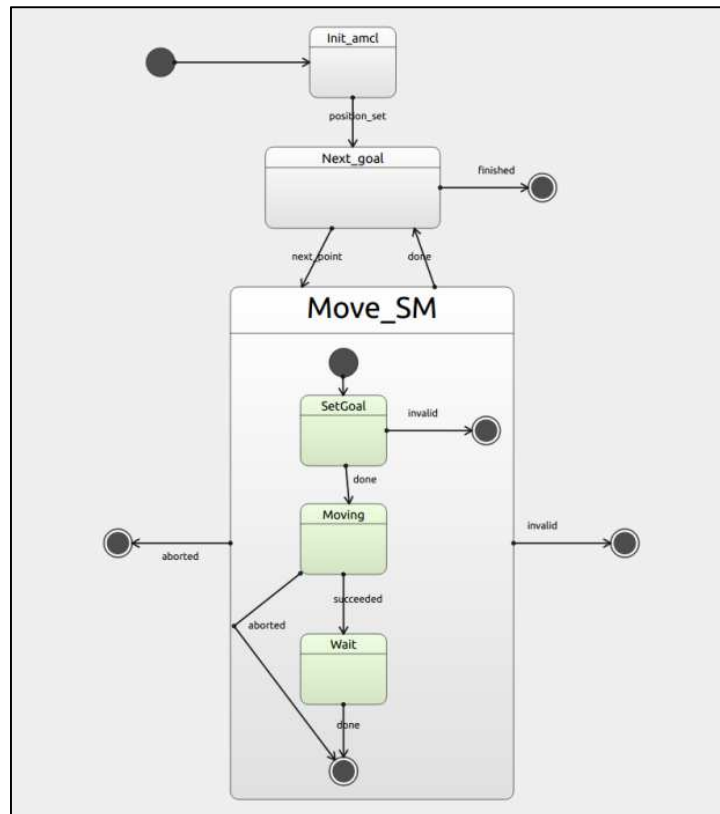 Init_amcl
position_set
Next_goal
finished
next_point
done
Move_SM
SetGoal
invalid
done
Moving
aborted
invalid
succeeded
aborted
Wait
done